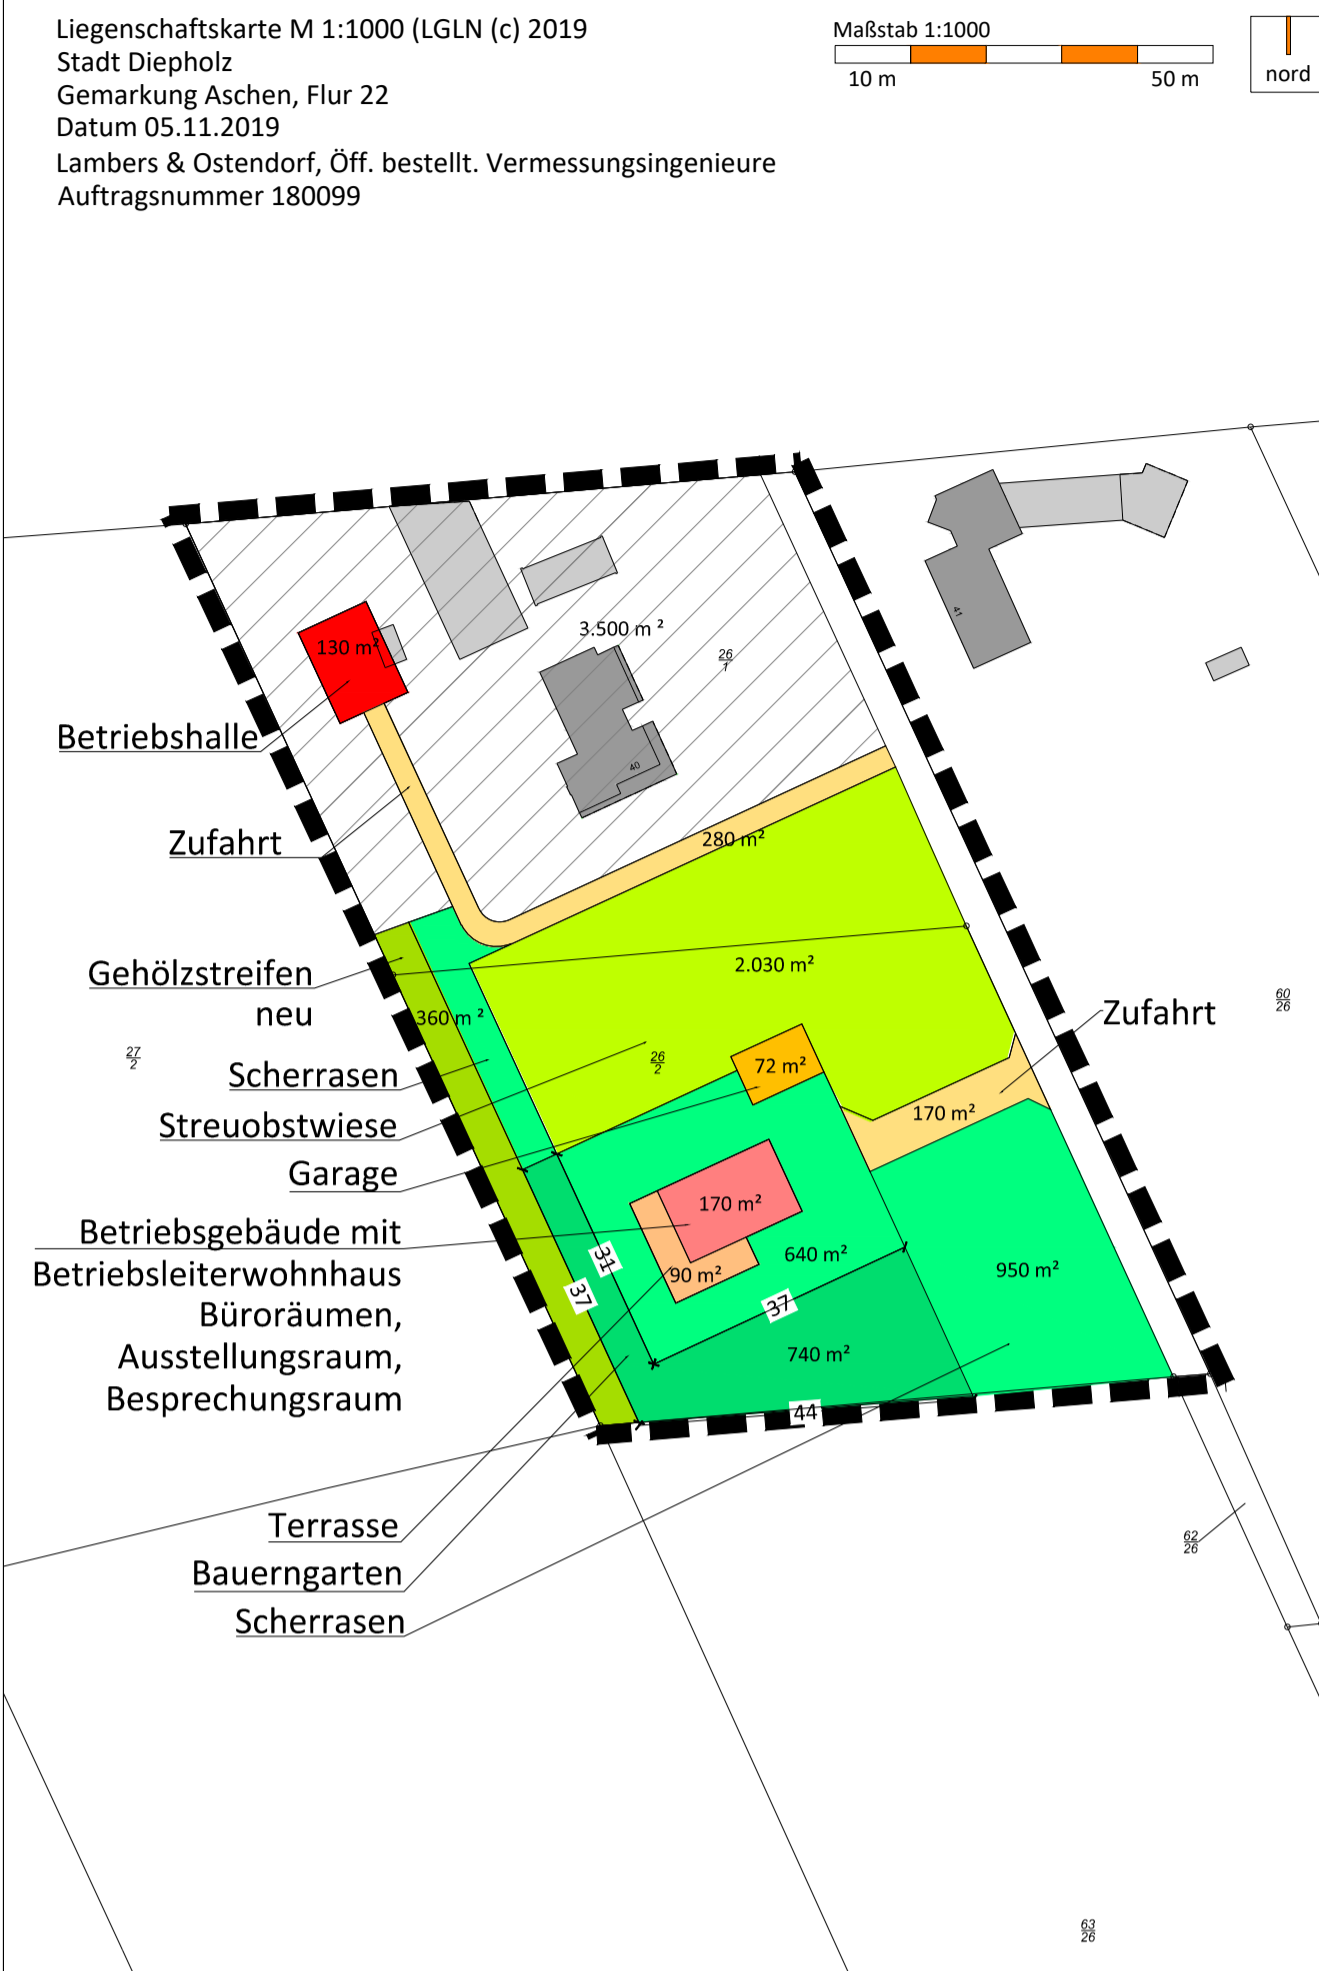 Liegenschaftskarte M 1:1000 (LGLN (c) 2019
Stadt Diepholz
Gemarkung Aschen, Flur 22
Datum 05.11.2019
Lambers & Ostendorf, Öff. bestellt. Vermessungsingenieure
Auftragsnummer 180099
Maßstab 1:1000
10 m
50 m
nord
41
3.500 m ²
130 m²
26
1
Betriebshalle
40
Zufahrt
280 m²
2.030 m²
Gehölzstreifen
neu
60
26
Zufahrt
360 m ²
27
2
26
2
72 m²
Scherrasen
170 m²
Streuobstwiese
Garage
170 m²
Betriebsgebäude mit
Betriebsleiterwohnhaus
Büroräumen,
Ausstellungsraum,
Besprechungsraum
31
640 m²
90 m²
950 m²
37
37
740 m²
44
Terrasse
62
26
Bauerngarten
Scherrasen
63
26